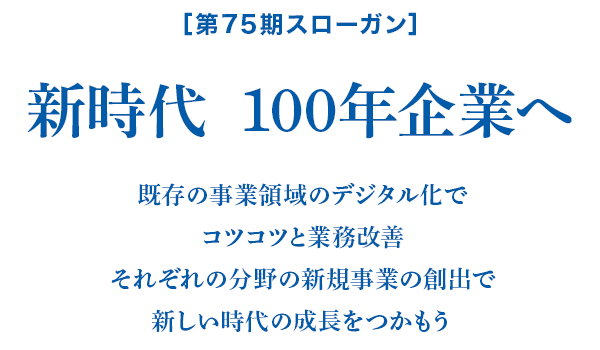 ［第75期スローガン］
新時代 100年企業へ
既存の事業領域のデジタル化で
コツコツと業務改善
それぞれの分野の新規事業の創出で
新しい時代の成長をつかもう